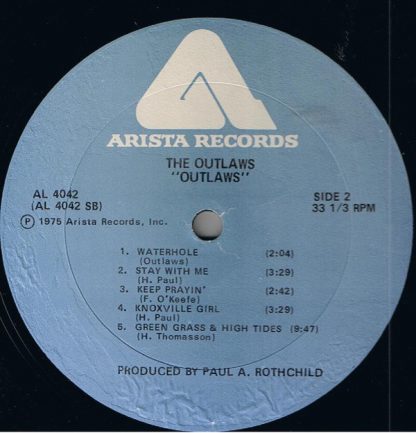 ARISTA RECORDS
THE OUTLAWS
"OUTLAWS"
AL 4042
(AL 4042 SB)
SIDE 2
33 1/3 RPM
Ⓟ 1975 Arista Records, Inc.
1. WATERHOLE (2:04)
(Outlaws)
2. STAY WITH ME (3:29)
(H. Paul)
3. KEEP PRAYIN' (2:42)
(F. O'Keefe)
4. KNOXVILLE GIRL (3:29)
(H. Paul)
5. GREEN GRASS & HIGH TIDES (9:47)
(H. Thomasson)
PRODUCED BY PAUL A. ROTHCHILD